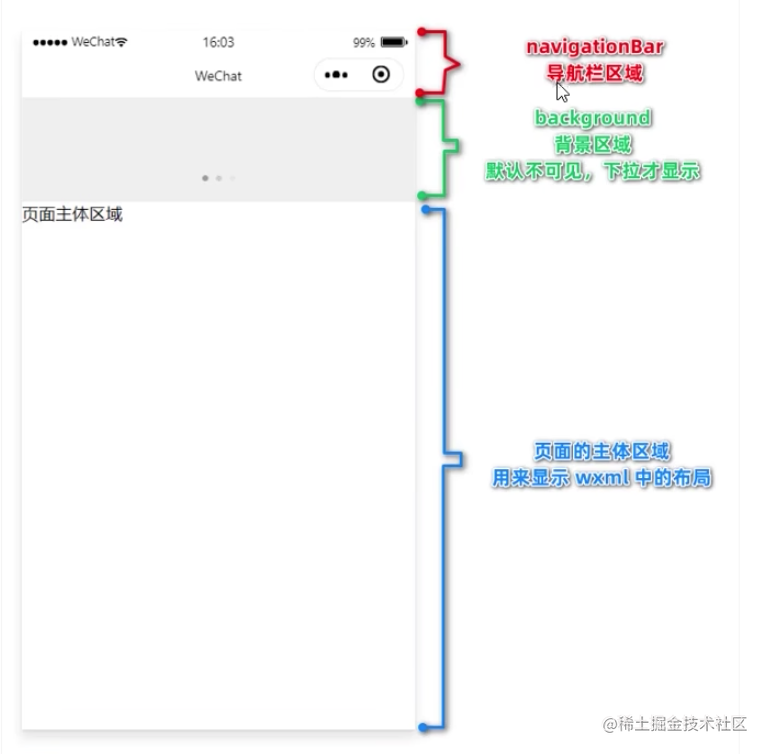 ●●●●● WeChat 16:03 99%
WeChat
navigationBar
导航栏区域
background
背景区域
默认不可见，下拉才显示
页面主体区域
页面的主体区域
用来显示 wxml 中的布局
@稀土掘金技术社区